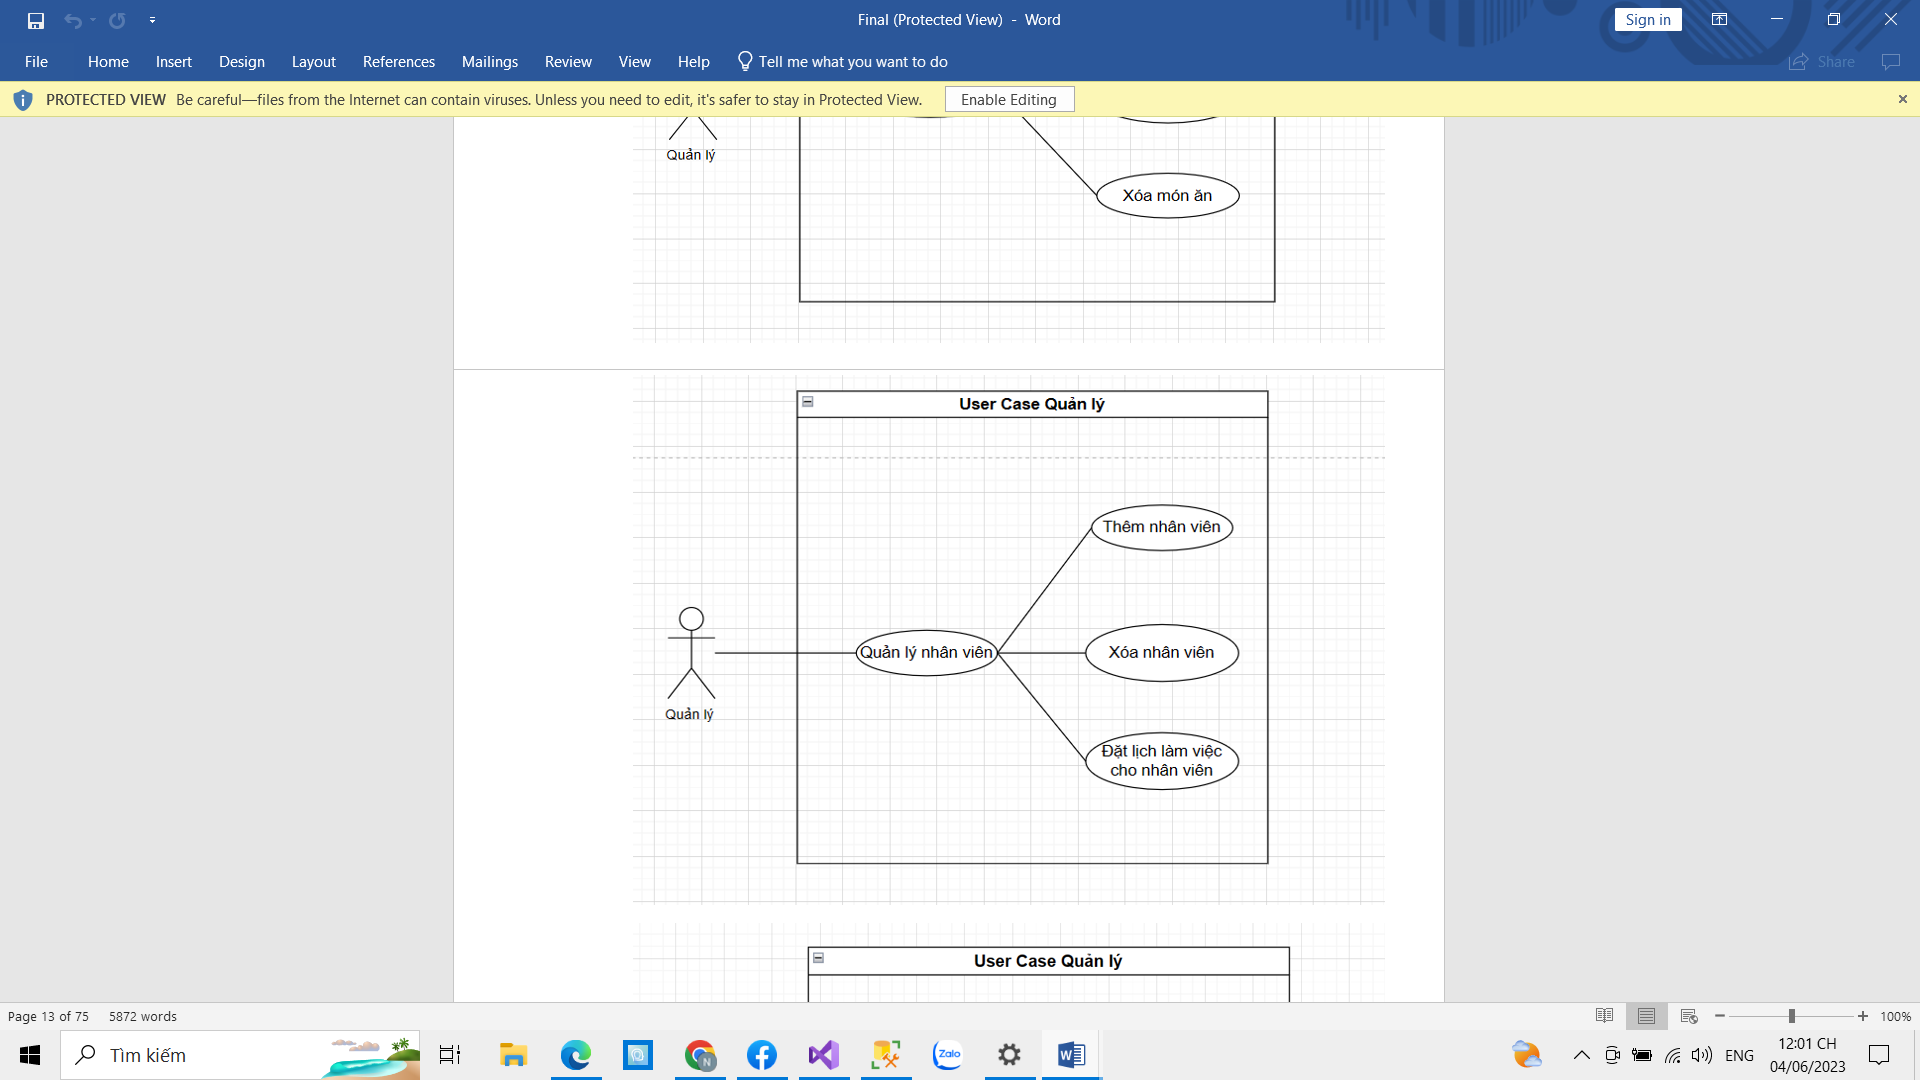 Final (Protected View) - Word
Sign in
File Home Insert Design Layout References Mailings Review View Help Tell me what you want to do Share
PROTECTED VIEW Be careful—files from the Internet can contain viruses. Unless you need to edit, it's safer to stay in Protected View. Enable Editing
Quản lý
Xóa món ăn
User Case Quản lý
Thêm nhân viên
Quản lý nhân viên
Xóa nhân viên
Quản lý
Đặt lịch làm việc
cho nhân viên
User Case Quản lý
Page 13 of 75 5872 words 100%
Tìm kiếm
N
Zalo
ENG
12:01 CH
04/06/2023